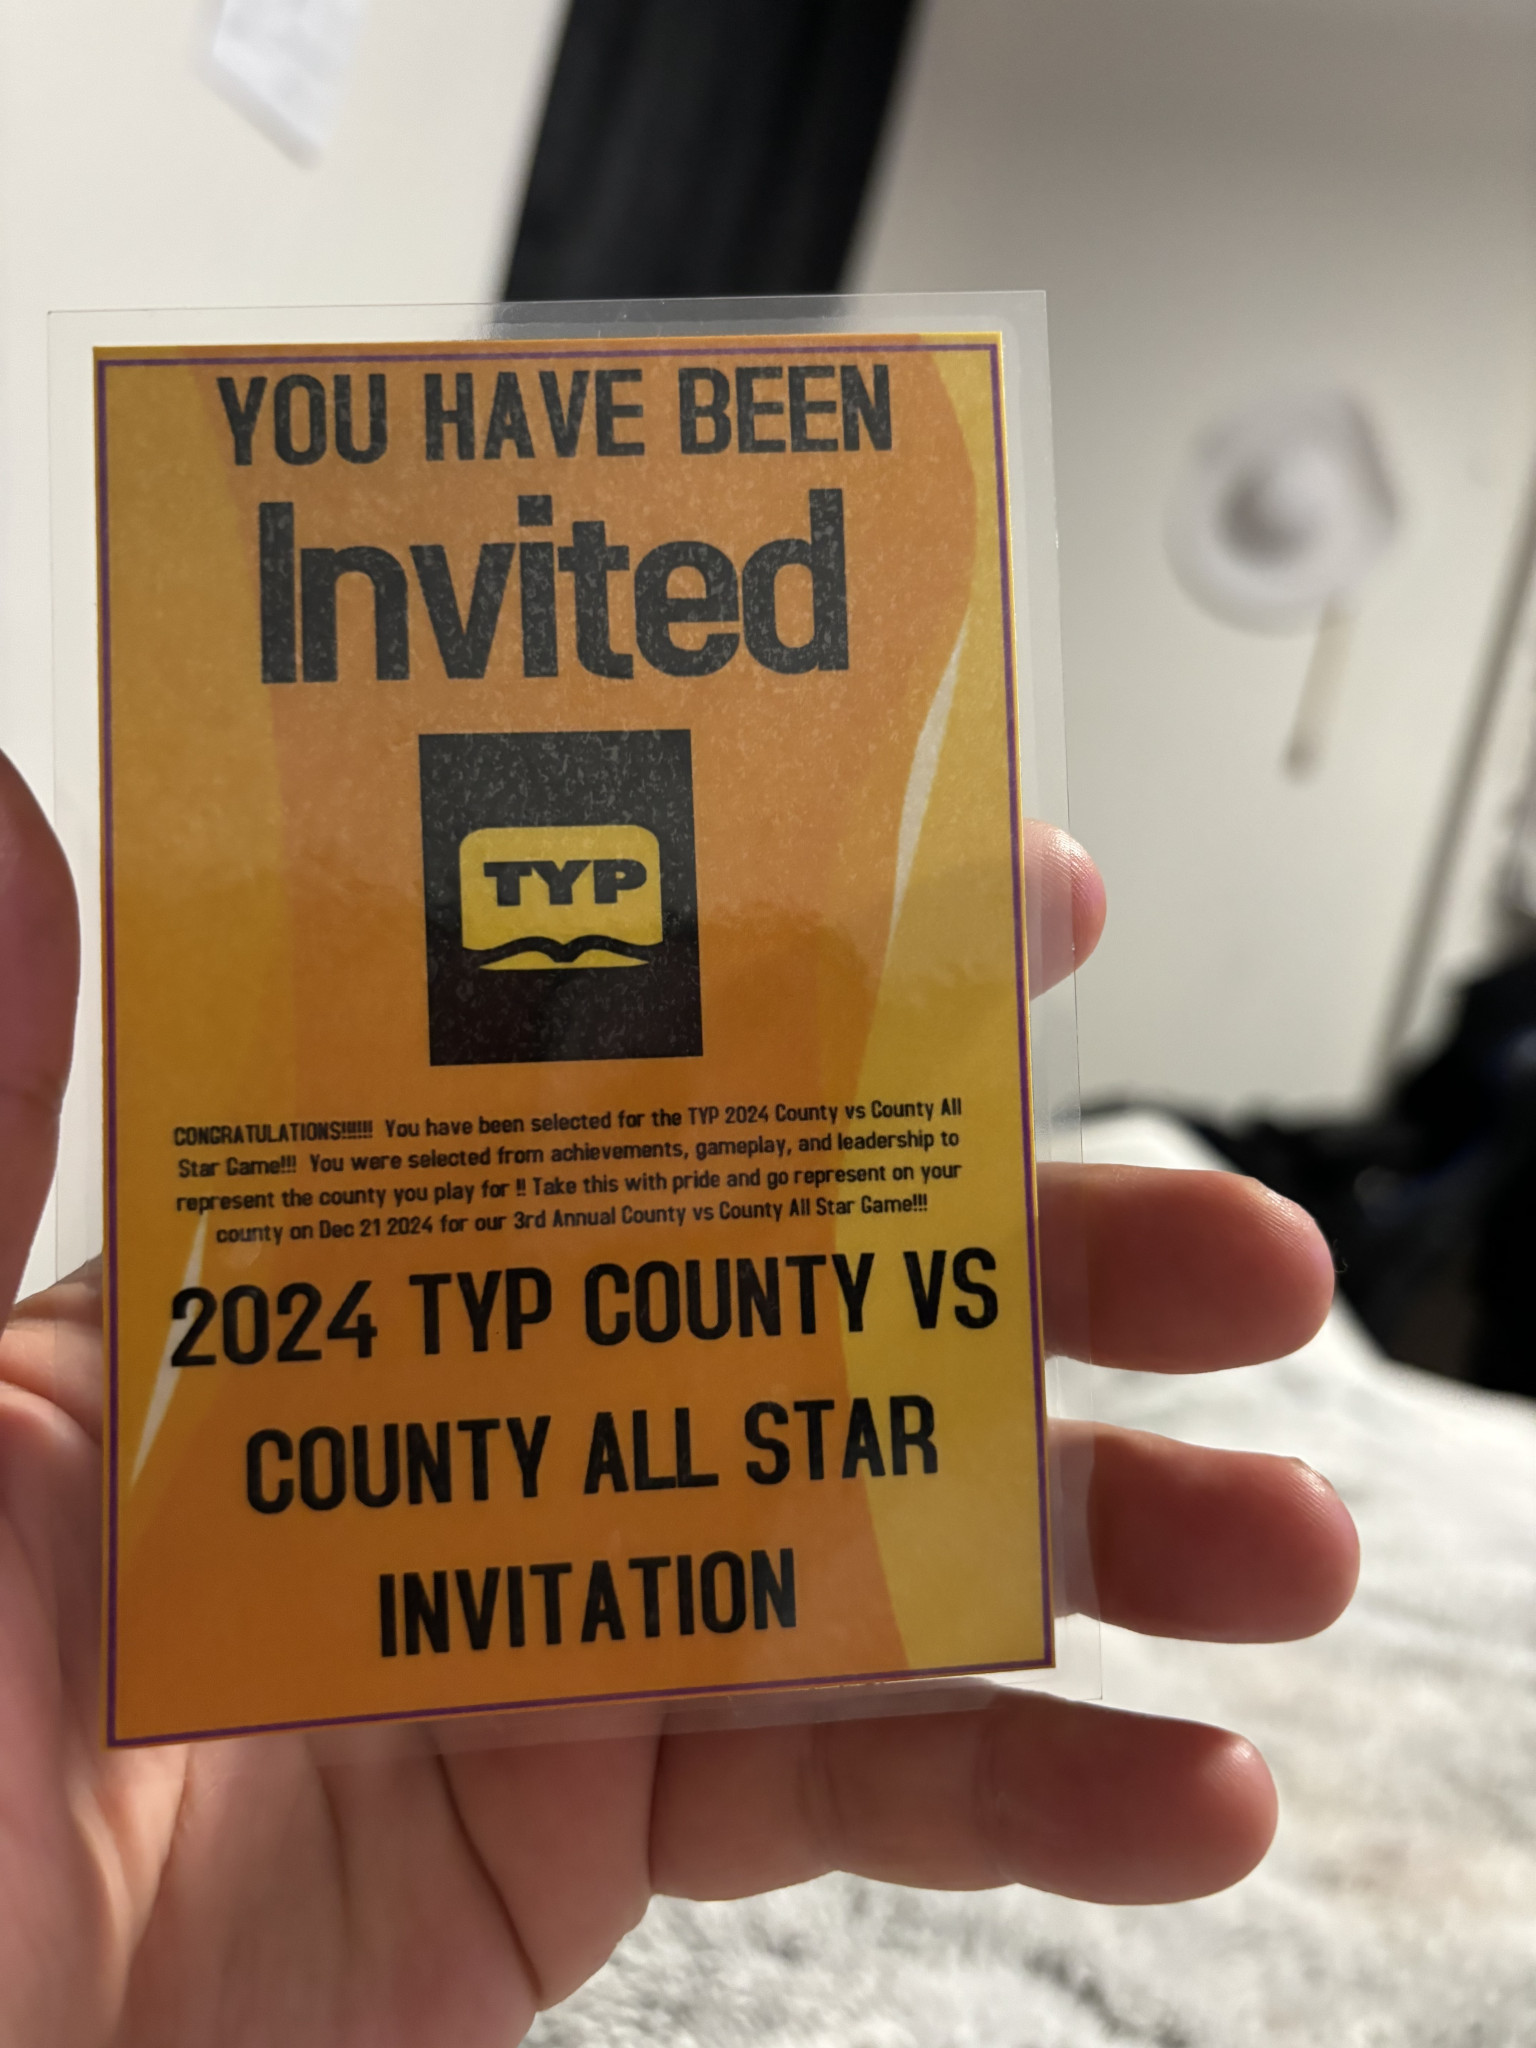 YOU HAVE BEEN
Invited
TYP
CONGRATULATIONS!!!!!! You have been selected for the TYP 2024 County vs County All
Star Game!!! You were selected from achievements, gameplay, and leadership to
represent the county you play for !! Take this with pride and go represent on your
county on Dec 21 2024 for our 3rd Annual County vs County All Star Game!!!
2024 TYP COUNTY VS
COUNTY ALL STAR
INVITATION